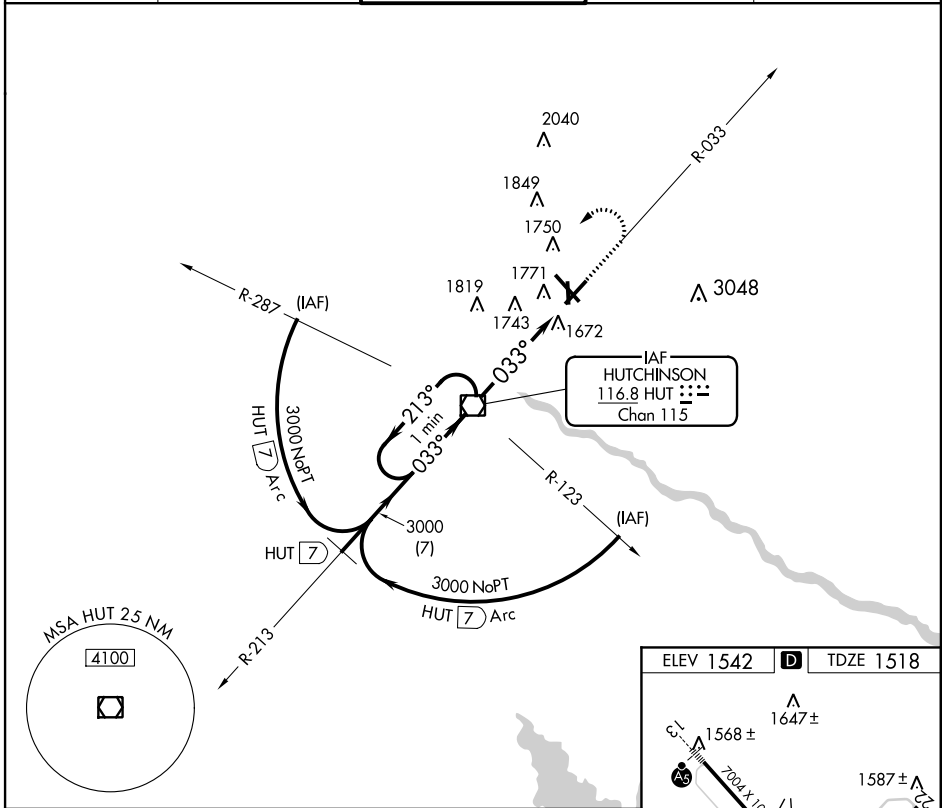 2040
R-033
1849
1750
1771
1819
1743
1672
3048
R-287
(IAF)
033°
IAF
HUTCHINSON
116.8 HUT
Chan 115
213°
1 min
033°
3000 NoPT
HUT 7 Arc
R-123
(IAF)
3000
(7)
HUT 7
3000 NoPT
HUT 7 Arc
R-213
MSA HUT 25 NM
4100
ELEV 1542
D
TDZE 1518
1647 ±
13
1568 ±
A5
1587 ±
22